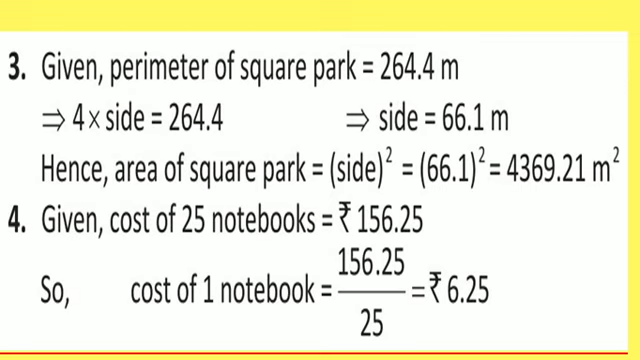 3. Given, perimeter of square park = 264.4 m
⇒ 4 × side = 264.4 ⇒ side = 66.1 m
Hence, area of square park = (side)² = (66.1)² = 4369.21 m²
4. Given, cost of 25 notebooks = ₹ 156.25
So, cost of 1 notebook = 156.25/25 = ₹ 6.25